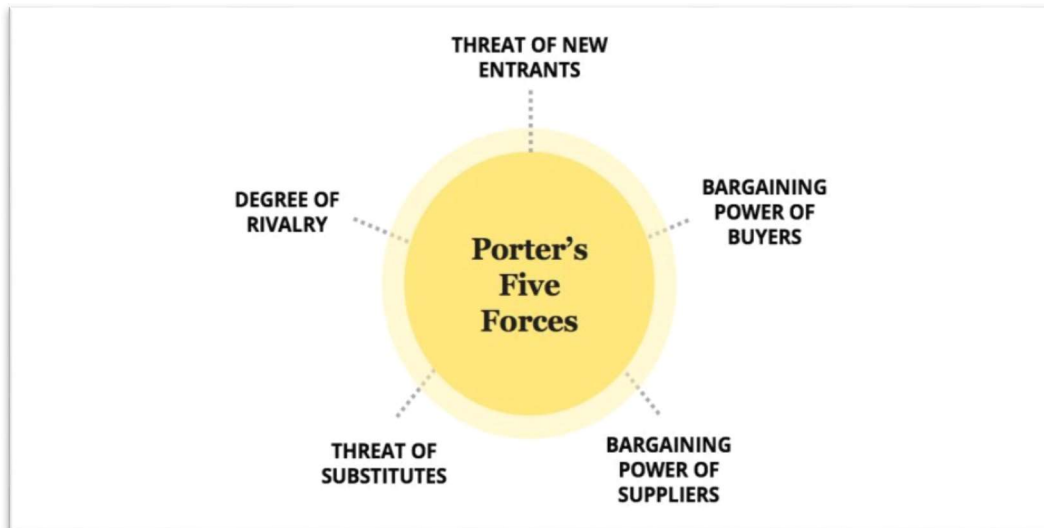 THREAT OF NEW
ENTRANTS
DEGREE OF
RIVALRY
BARGAINING
POWER OF
BUYERS
Porter’s
Five
Forces
THREAT OF
SUBSTITUTES
BARGAINING
POWER OF
SUPPLIERS